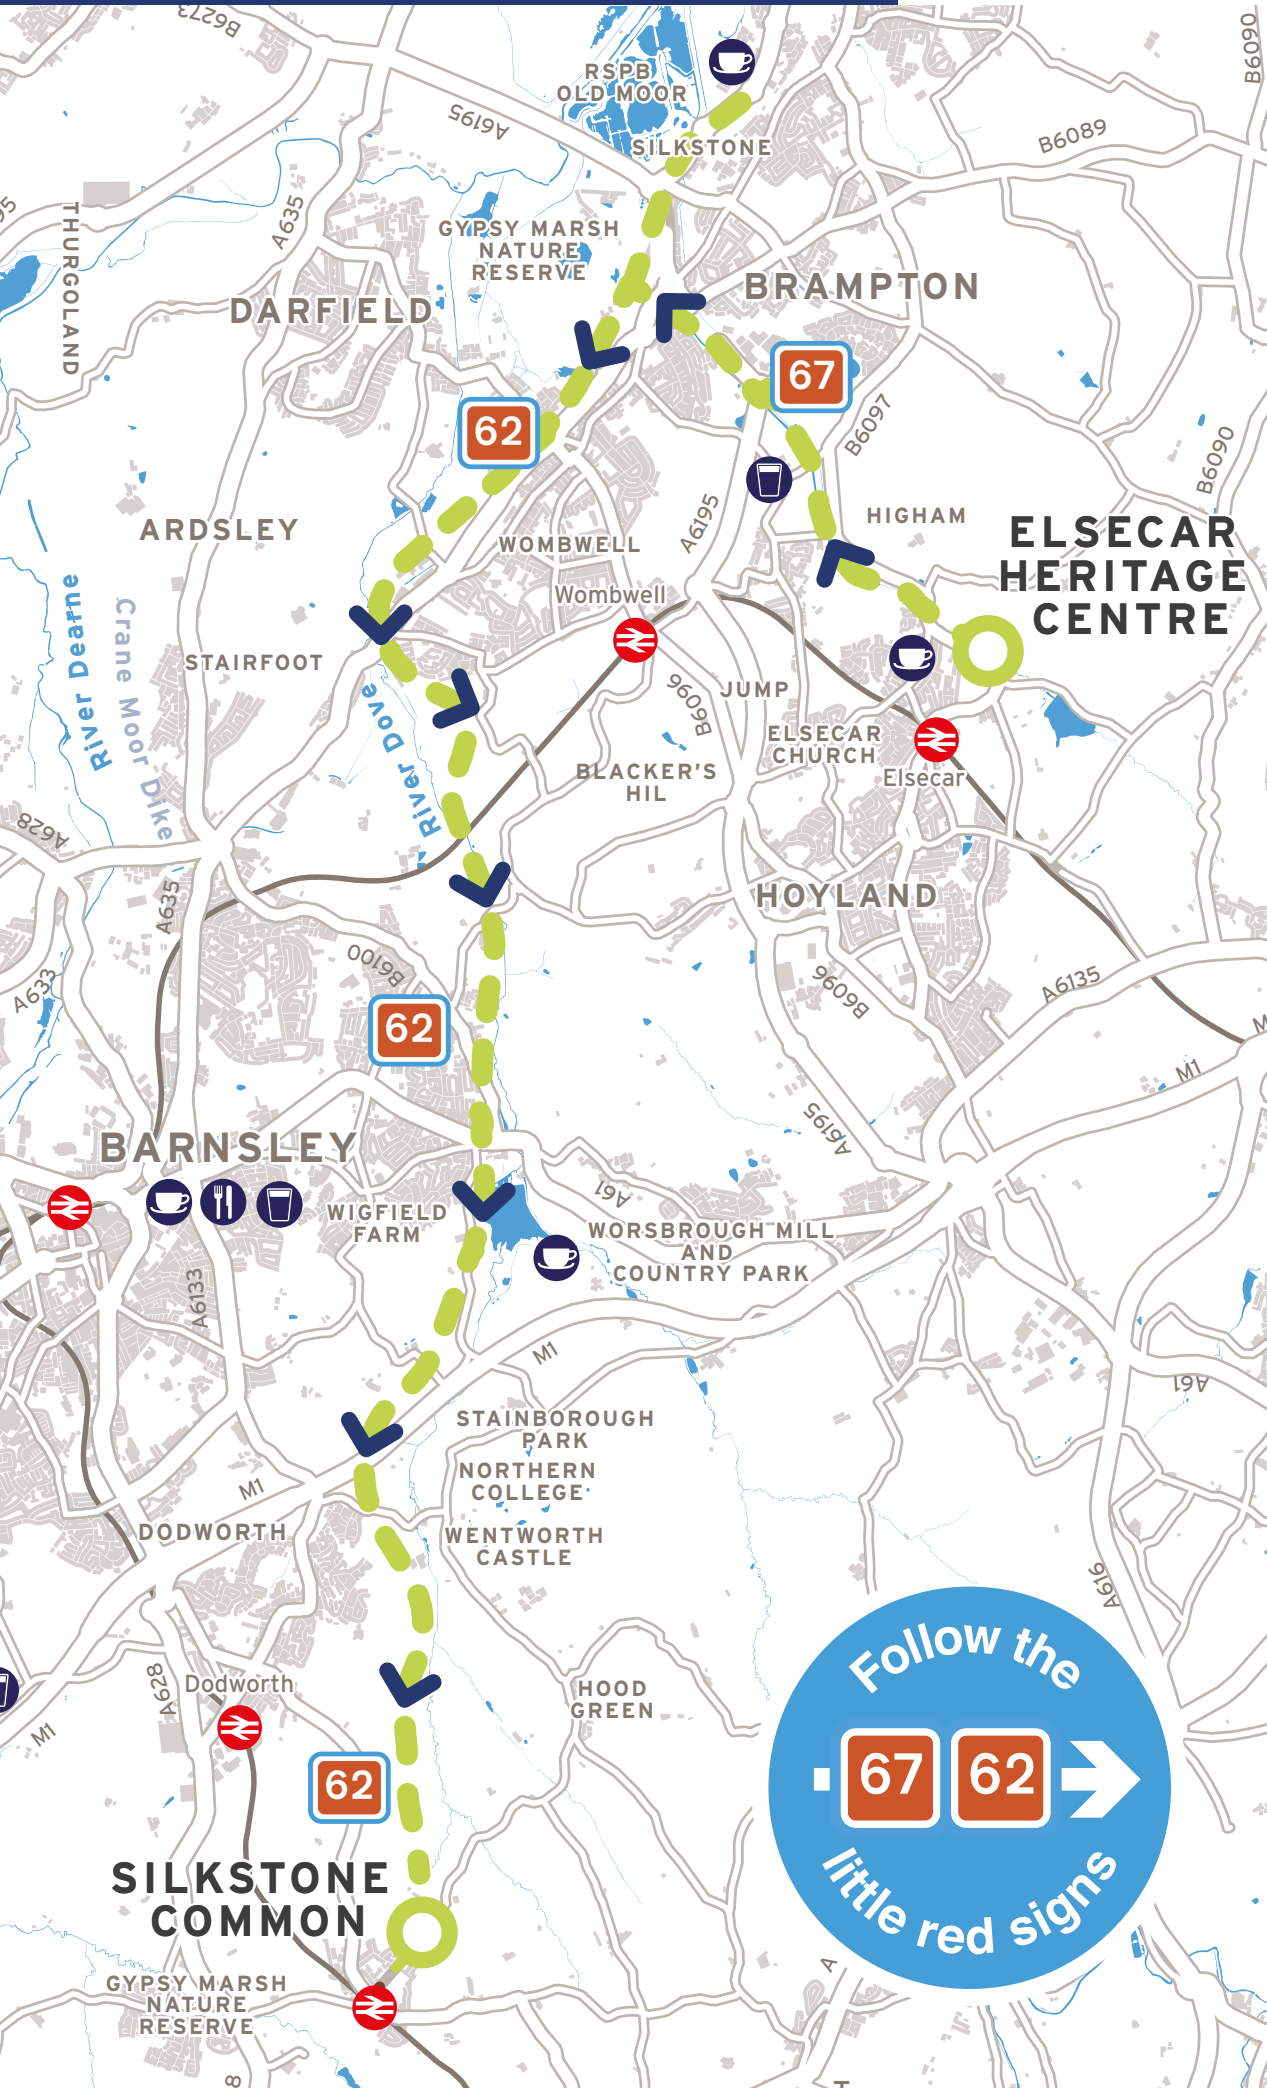 B6273
RSPB
OLD MOOR
B6090
A6195
B6089
SILKSTONE
THURGOLAND
A635
GYPSY MARSH
NATURE
RESERVE
BRAMPTON
DARFIELD
67
62
B6097
B6090
HIGHAM
ELSECAR
HERITAGE
CENTRE
ARDSLEY
A6195
WOMBWELL
Wombwell
River Dearne
Crane Moor Dike
STAIRFOOT
River Dove
B6096
JUMP
ELSECAR
CHURCH
Elsecar
BLACKER'S
HIL
A628
A635
HOYLAND
B6100
A633
B6096
A6135
62
M1
A6195
BARNSLEY
A61
WIGFIELD
FARM
WORSBROUGH MILL
AND
COUNTRY PARK
A6133
M1
A61
STAINBOROUGH
PARK
NORTHERN
COLLEGE
M1
DODWORTH
WENTWORTH
CASTLE
A616
Follow the
67 62
little red signs
Dodworth
A628
HOOD
GREEN
M1
62
SILKSTONE
COMMON
GYPSY MARSH
NATURE
RESERVE
A
8